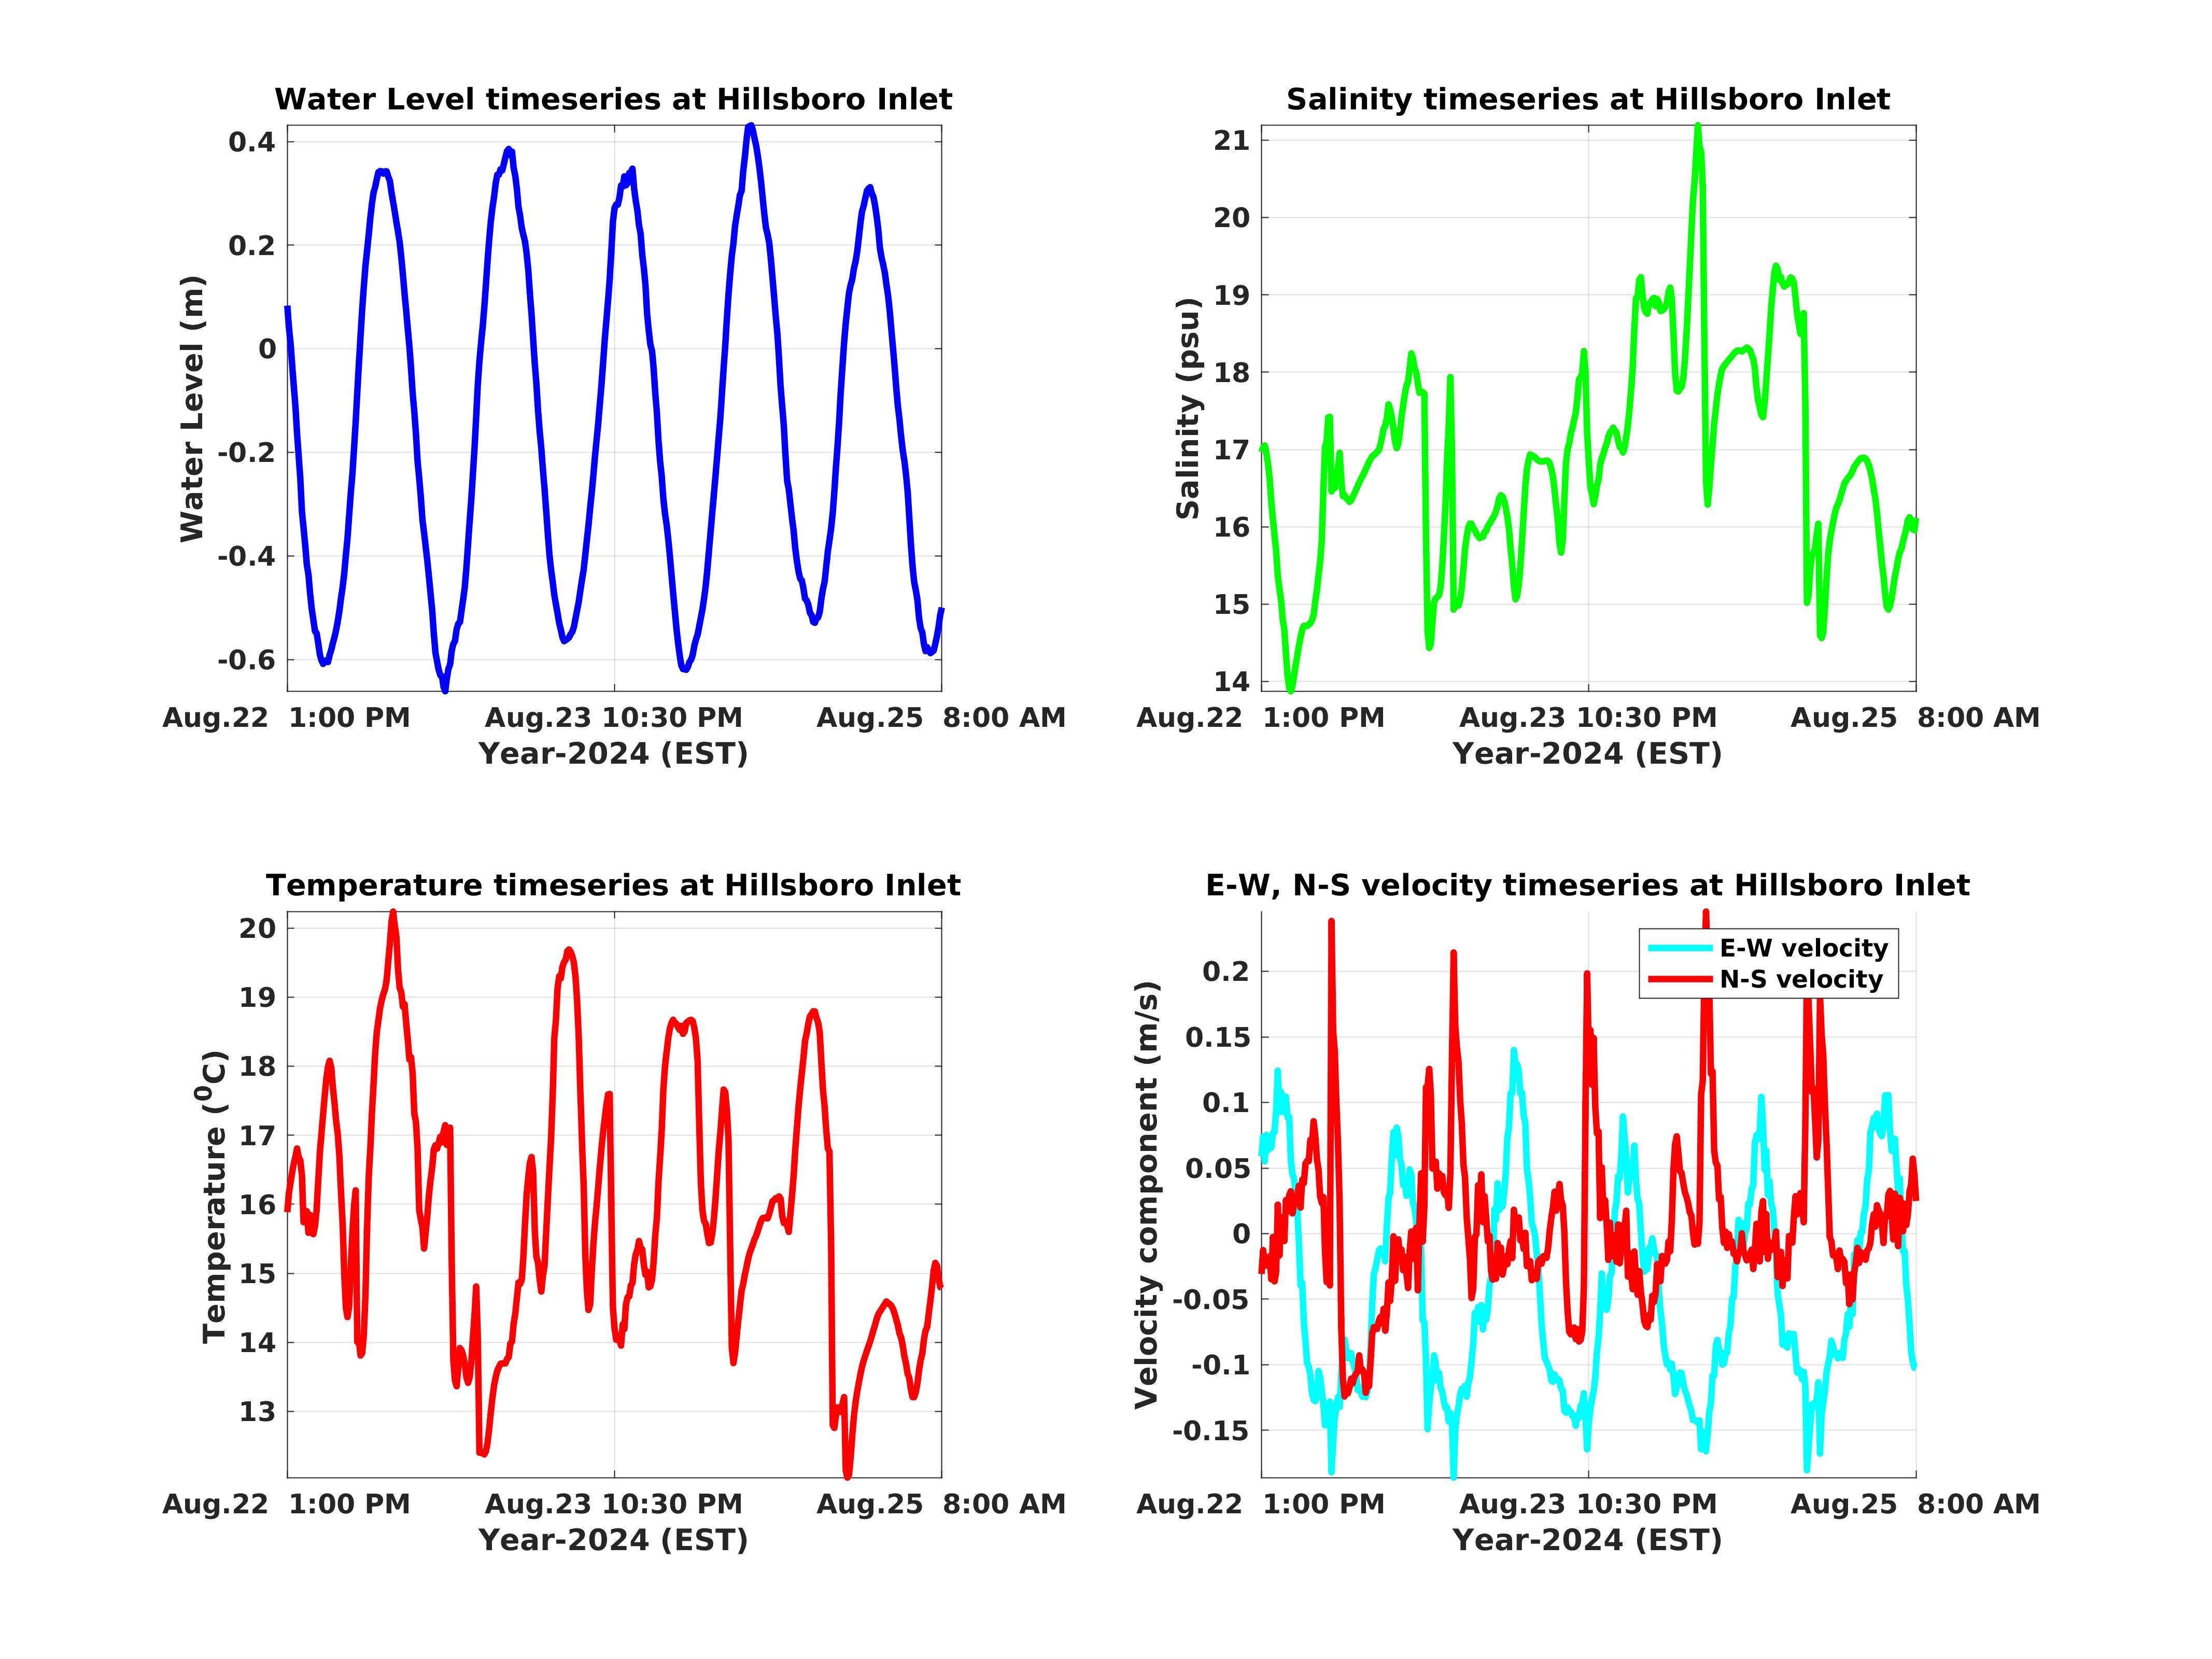 Water Level timeseries at Hillsboro Inlet
Water Level (m)
0.4
0.2
0
-0.2
-0.4
-0.6
Aug.22 1:00 PM
Aug.23 10:30 PM
Aug.25 8:00 AM
Year-2024 (EST)
Salinity timeseries at Hillsboro Inlet
Salinity (psu)
21
20
19
18
17
16
15
14
Aug.22 1:00 PM
Aug.23 10:30 PM
Aug.25 8:00 AM
Year-2024 (EST)
Temperature timeseries at Hillsboro Inlet
Temperature (⁰C)
20
19
18
17
16
15
14
13
Aug.22 1:00 PM
Aug.23 10:30 PM
Aug.25 8:00 AM
Year-2024 (EST)
E-W, N-S velocity timeseries at Hillsboro Inlet
Velocity component (m/s)
E-W velocity
N-S velocity
0.2
0.15
0.1
0.05
0
-0.05
-0.1
-0.15
Aug.22 1:00 PM
Aug.23 10:30 PM
Aug.25 8:00 AM
Year-2024 (EST)